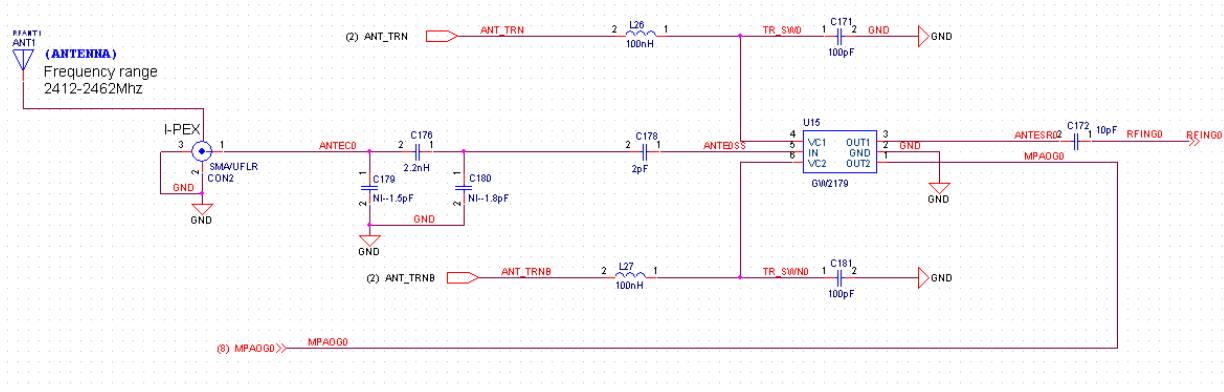 RFANT1
ANT1
(ANTENNA)
Frequency range
2412-2462Mhz
I-PEX
3
1
2
SMA/UFLR
CON2
GND
GND
ANTEC0
C176
2
1
2.2nH
1
C179
2
NI--1.5pF
1
C180
2
NI--1.8pF
GND
GND
C178
2
1
2pF
ANTE0SS
(2) ANT_TRN
ANT_TRN
L26
2
1
100nH
TR_SW0
C171
1
2
100pF
GND
GND
U15
4
5
6
VC1
IN
VC2
OUT1
GND
OUT2
3
2
1
GW2179
GND
GND
ANTESR0
C172
2
1
10pF
RFING0
RFING0
MPAOG0
(2) ANT_TRNB
ANT_TRNB
L27
2
1
100nH
TR_SWN0
C181
1
2
100pF
GND
(8) MPAOG0
MPAOG0